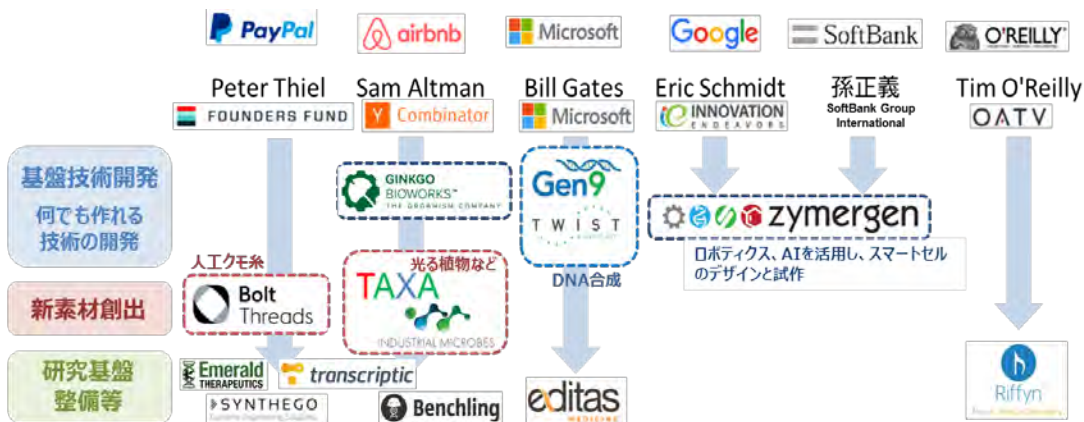 PayPal
airbnb
Microsoft
Google
SoftBank
O'REILLY®
Peter Thiel
Sam Altman
Bill Gates
Eric Schmidt
孫正義
Tim O'Reilly
FOUNDERS FUND
Y Combinator
Microsoft
INNOVATION
ENDEAVORS
SoftBank Group
International
OATV
基盤技術開発
何でも作れる
技術の開発
GINKGO
BIOWORKS™
THE ORGANISM COMPANY
Gen9
TWIST
zymergen
ロボティクス、AIを活用し、スマートセル
のデザインと試作
DNA合成
新素材創出
人工クモ糸
Bolt
Threads
光る植物など
TAXA
INDUSTRIAL MICROBES
研究基盤
整備等
Emerald
THERAPEUTICS
transcriptic
SYNTHEGO
Benchling
editas
MEDICINE
Riffyn